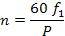 n = 60 f₁ / P